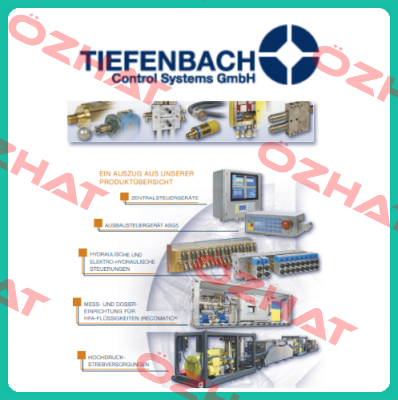 TIEFENBACH
Control Systems GmbH
EIN AUSZUG AUS UNSERER
PRODUKTÜBERSICHT
ZENTRALSTEUERGERÄTE
AUSBAUSTEUERGERÄT ASG5
HYDRAULISCHE UND
ELEKTRO-HYDRAULISCHE
STEUERUNGEN
MESS- UND DOSIER-
EINRICHTUNG FÜR
HFA-FLÜSSIGKEITEN (RECOMATIC®
HOCHDRUCK-
STREBVERSORGUNGEN
ÖZHAT
ÖZHAT
ÖZHAT
ÖZHAT
ÖZHAT
ÖZHAT